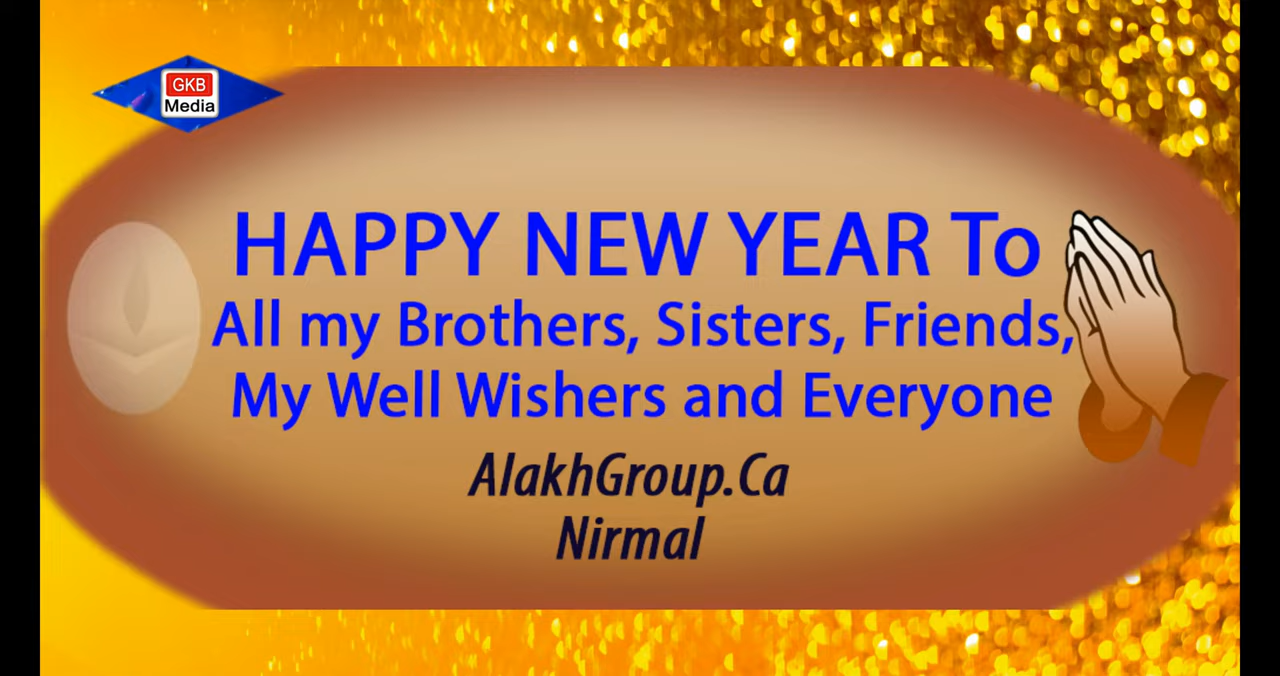 GKB
Media
HAPPY NEW YEAR To
All my Brothers, Sisters, Friends,
My Well Wishers and Everyone
AlakhGroup.Ca
Nirmal